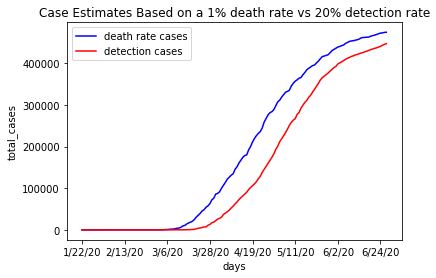 Case Estimates Based on a 1% death rate vs 20% detection rate
death rate cases
detection cases
total_cases
400000
300000
200000
100000
0
1/22/20 2/13/20 3/6/20 3/28/20 4/19/20 5/11/20 6/2/20 6/24/20
days